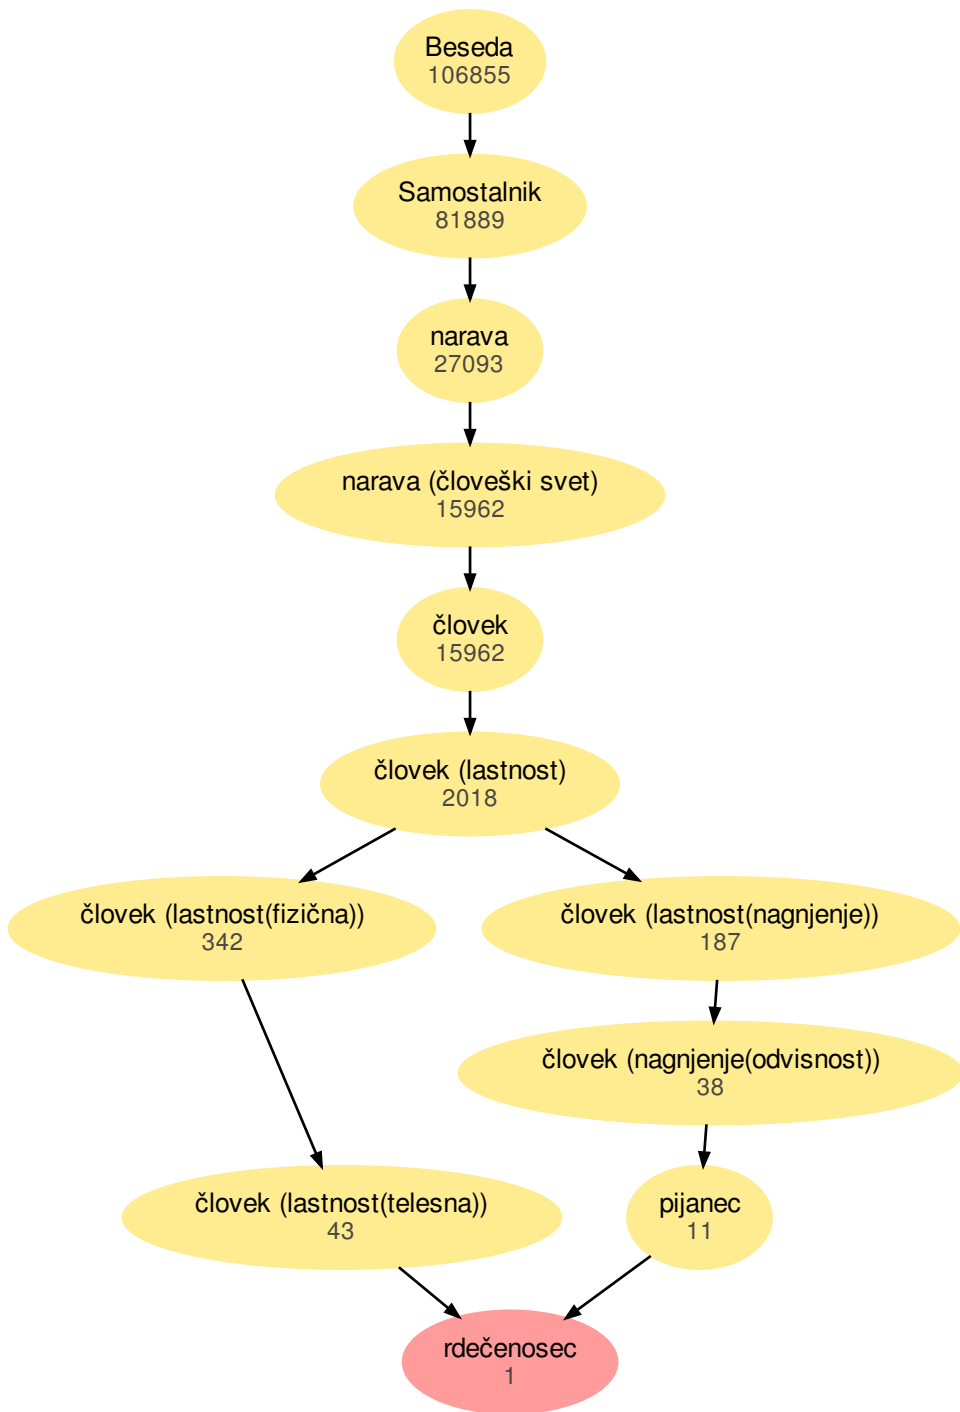 Beseda
106855
Samostalnik
81889
narava
27093
narava (človeški svet)
15962
človek
15962
človek (lastnost)
2018
človek (lastnost(fizična))
342
človek (lastnost(nagnjenje))
187
človek (nagnjenje(odvisnost))
38
človek (lastnost(telesna))
43
pijanec
11
rdečenosec
1